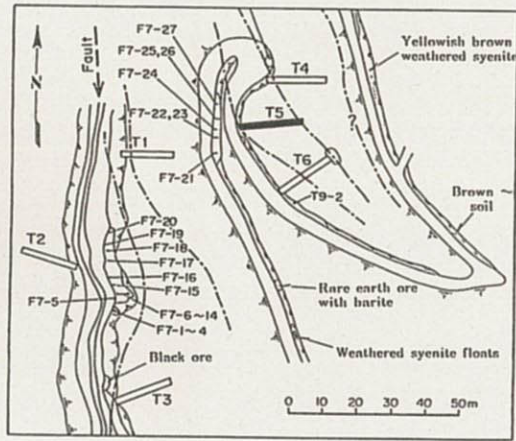 F7-27
F7-25,26
F7-24
F7-22,23
F7-21
T4
T5
T6
T9-2
Yellowish brown
weathered syenite
?
Brown ~
soil
N
Fault
T1
T2
F7-20
F7-19
F7-18
F7-17
F7-16
F7-15
F7-5
F7-6~14
F7-1~4
Black ore
T3
Rare earth ore
with barite
Weathered syenite flonts
0 10 20 30 40 50m